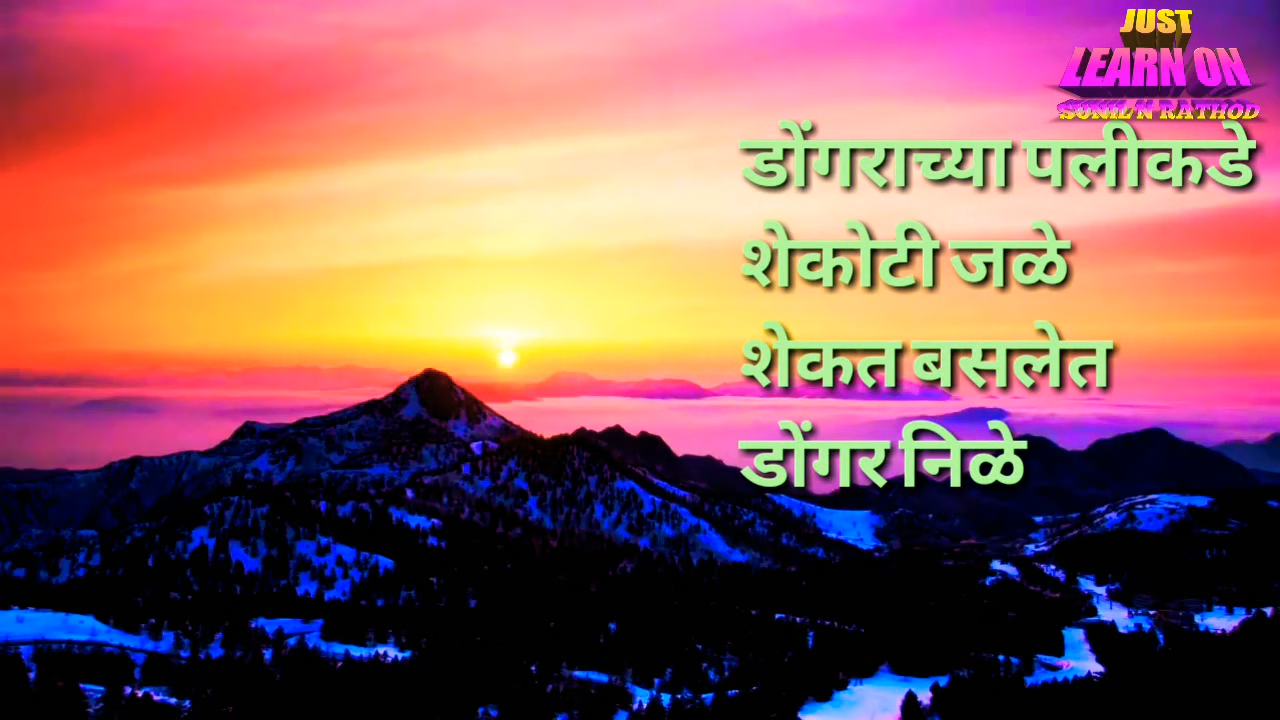 JUST
LEARN ON
SUNIL N RATHOD
डोंगराच्या पलीकडे
शेकोटी जळे
शेकत बसलेत
डोंगर निळे